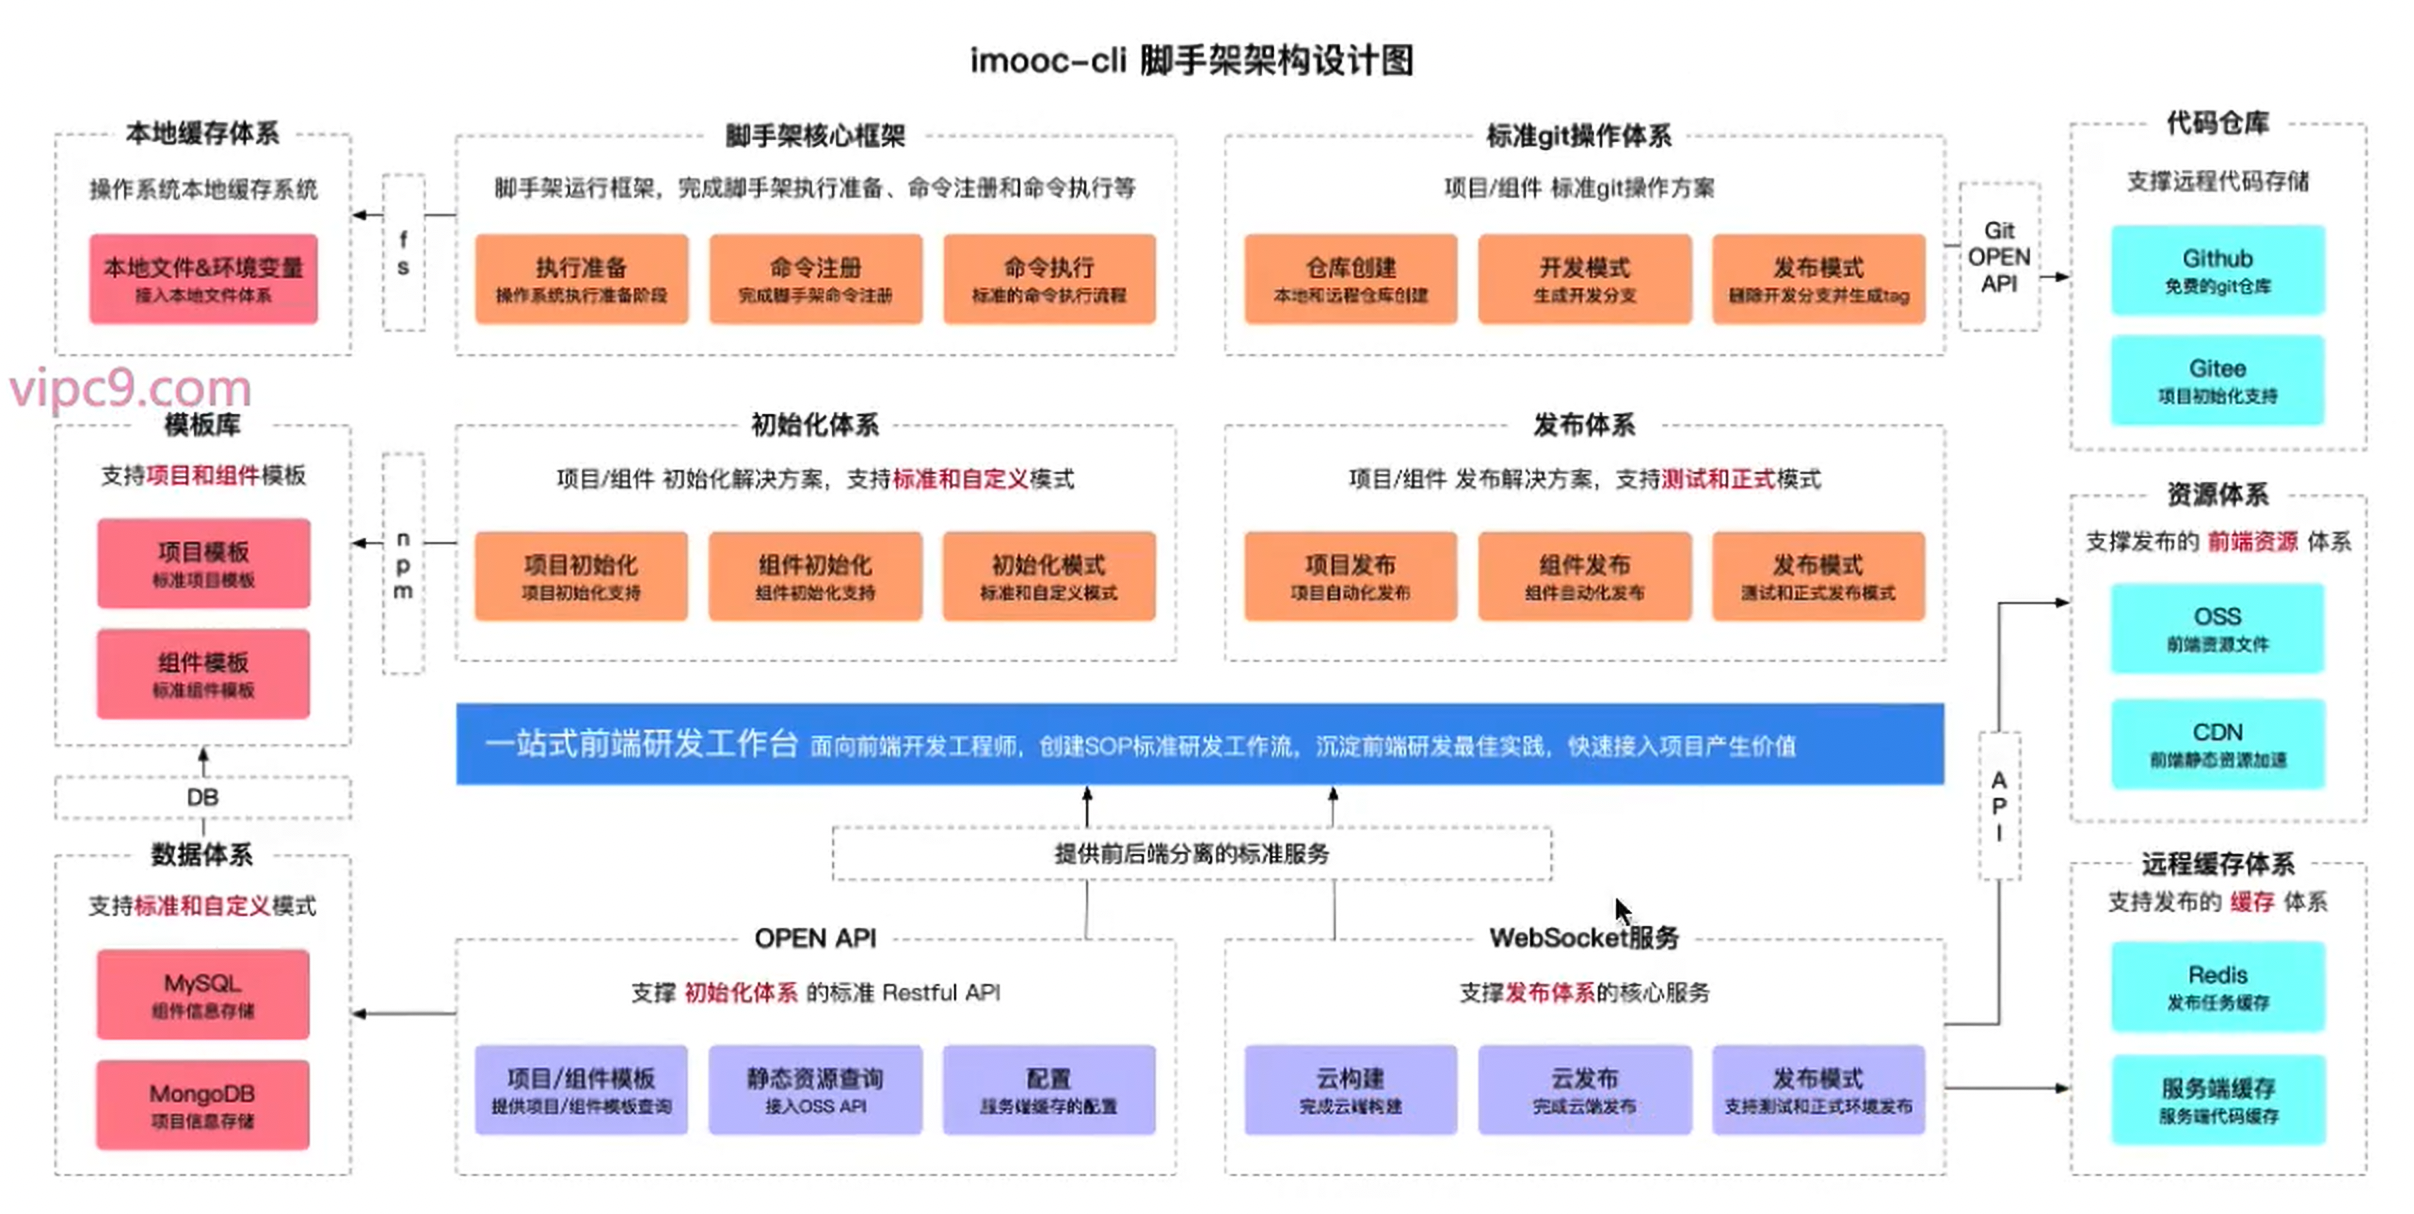 imooc-cli 脚手架架构设计图
本地缓存体系
操作系统本地缓存系统
本地文件&环境变量
接入本地文件体系
fs
脚手架核心框架
脚手架运行框架，完成脚手架执行准备、命令注册和命令执行等
执行准备
操作系统执行准备阶段
命令注册
完成脚手架命令注册
命令执行
标准的命令执行流程
标准git操作体系
项目/组件 标准git操作方案
仓库创建
本地和远程仓库创建
开发模式
生成开发分支
发布模式
删除开发分支并生成tag
Git
OPEN
API
代码仓库
支撑远程代码存储
Github
免费的git仓库
Gitee
项目初始化支持
vipc9.com
模板库
支持项目和组件模板
项目模板
标准项目模板
组件模板
标准组件模板
npm
初始化体系
项目/组件 初始化解决方案，支持标准和自定义模式
项目初始化
项目初始化支持
组件初始化
组件初始化支持
初始化模式
标准和自定义模式
发布体系
项目/组件 发布解决方案，支持测试和正式模式
项目发布
项目自动化发布
组件发布
组件自动化发布
发布模式
测试和正式发布模式
资源体系
支撑发布的 前端资源 体系
OSS
前端资源文件
CDN
前端静态资源加速
一站式前端研发工作台 面向前端开发工程师，创建SOP标准研发工作流，沉淀前端研发最佳实践，快速接入项目产生价值
API
DB
提供前后端分离的标准服务
数据体系
支持标准和自定义模式
MySQL
组件信息存储
MongoDB
项目信息存储
OPEN API
支撑 初始化体系 的标准 Restful API
项目/组件模板
提供项目/组件模板查询
静态资源查询
接入OSS API
配置
服务端缓存的配置
WebSocket服务
支撑发布体系的核心服务
云构建
完成云端构建
云发布
完成云端发布
发布模式
支持测试和正式环境发布
远程缓存体系
支持发布的 缓存 体系
Redis
发布任务缓存
服务端缓存
服务端代码缓存